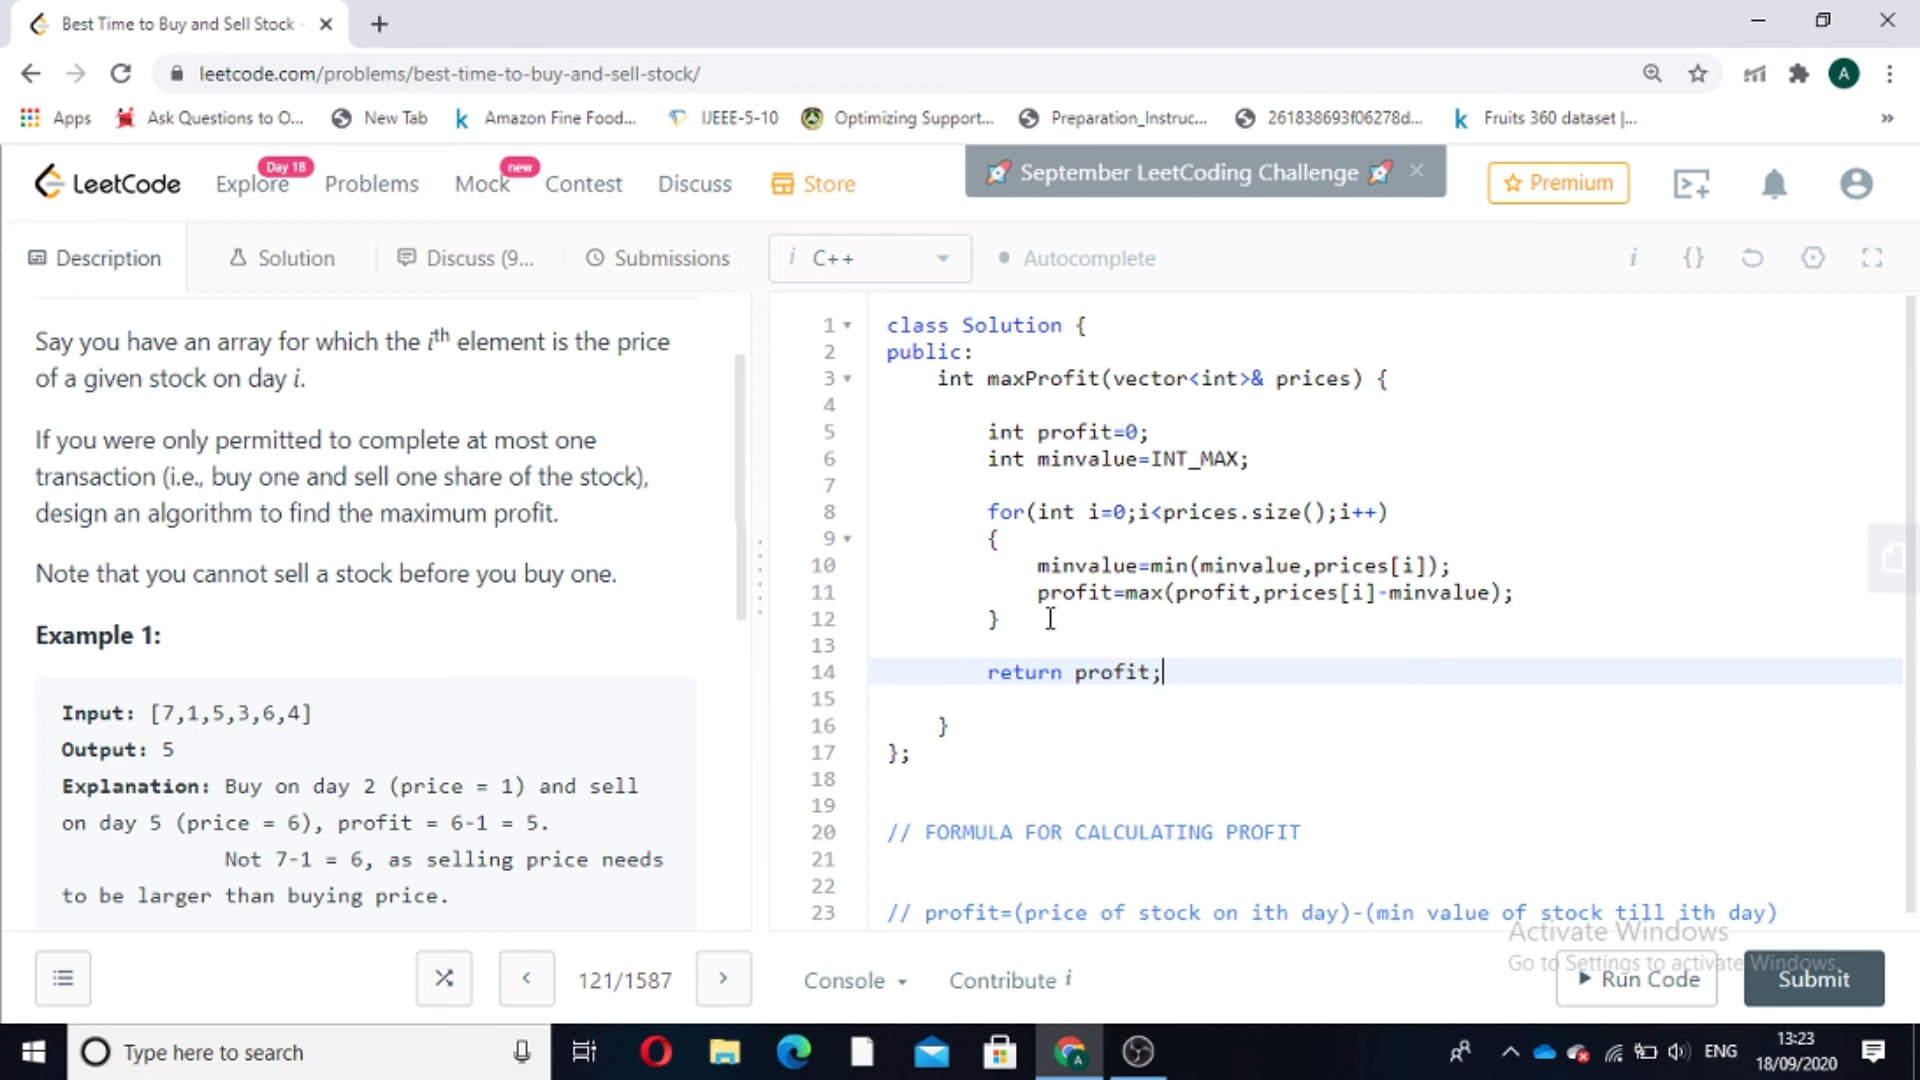 Best Time to Buy and Sell Stock
leetcode.com/problems/best-time-to-buy-and-sell-stock/
A
Apps
Ask Questions to O...
New Tab
Amazon Fine Food...
IJEEE-5-10
Optimizing Support...
Preparation_Instruc...
261838693f06278d...
Fruits 360 dataset |...
»
LeetCode
Day 18
Explore
Problems
new
Mock
Contest
Discuss
Store
September LeetCoding Challenge
Premium
Description
Solution
Discuss (9...
Submissions
i C++
Autocomplete
i {}
Say you have an array for which the ith element is the price
of a given stock on day i.
If you were only permitted to complete at most one
transaction (i.e., buy one and sell one share of the stock),
design an algorithm to find the maximum profit.
Note that you cannot sell a stock before you buy one.
Example 1:
Input: [7,1,5,3,6,4]
Output: 5
Explanation: Buy on day 2 (price = 1) and sell
on day 5 (price = 6), profit = 6-1 = 5.
Not 7-1 = 6, as selling price needs
to be larger than buying price.
1 class Solution {
2 public:
3 int maxProfit(vector<int>& prices) {
4
5 int profit=0;
6 int minvalue=INT_MAX;
7
8 for(int i=0;i<prices.size();i++)
9 {
10 minvalue=min(minvalue,prices[i]);
11 profit=max(profit,prices[i]-minvalue);
12 }
13
14 return profit;
15
16 }
17 };
18
19
20 // FORMULA FOR CALCULATING PROFIT
21
22
23 // profit=(price of stock on ith day)-(min value of stock till ith day)
Activate Windows
Go to Settings to activate Windows.
121/1587
Console
Contribute i
Run Code
Submit
Type here to search
ENG
13:23
18/09/2020